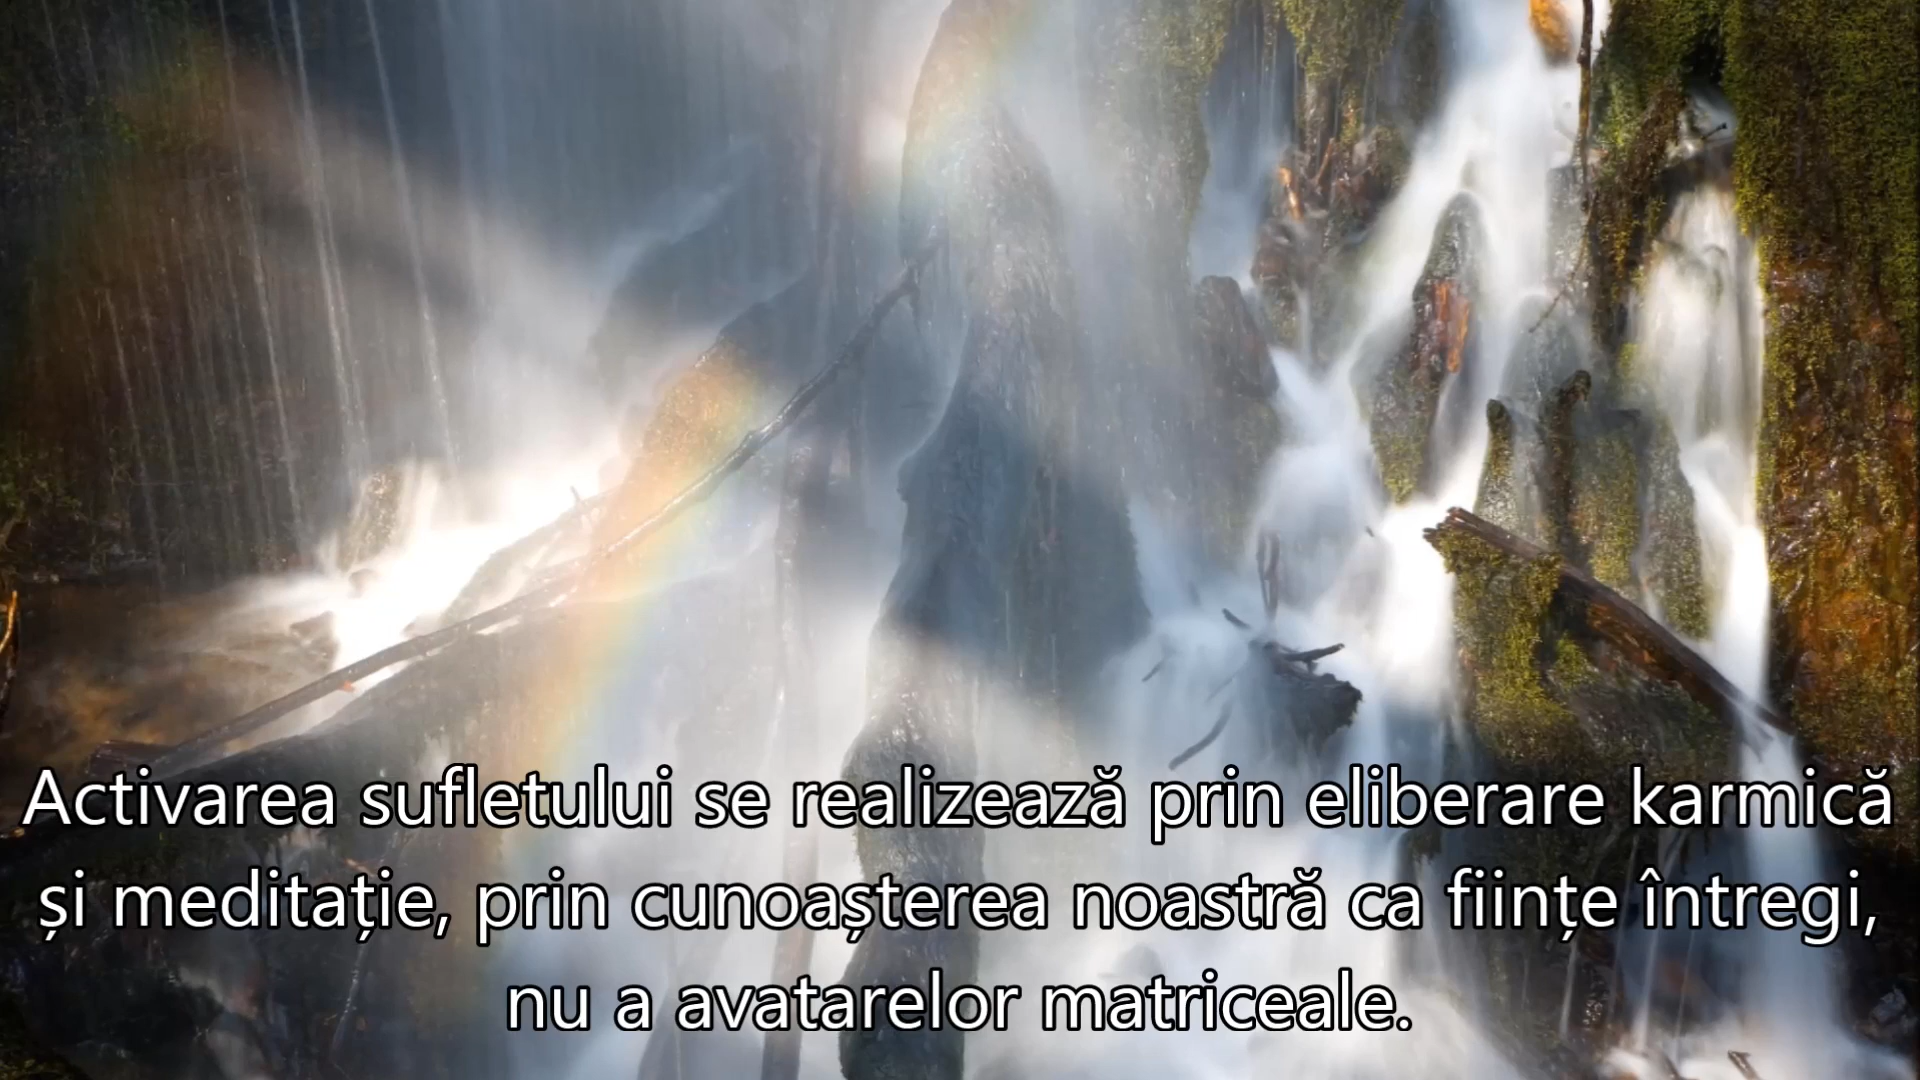 Activarea sufletului se realizează prin eliberare karmică
și meditație, prin cunoașterea noastră ca ființe întregi,
nu a avatarelor matriceale.